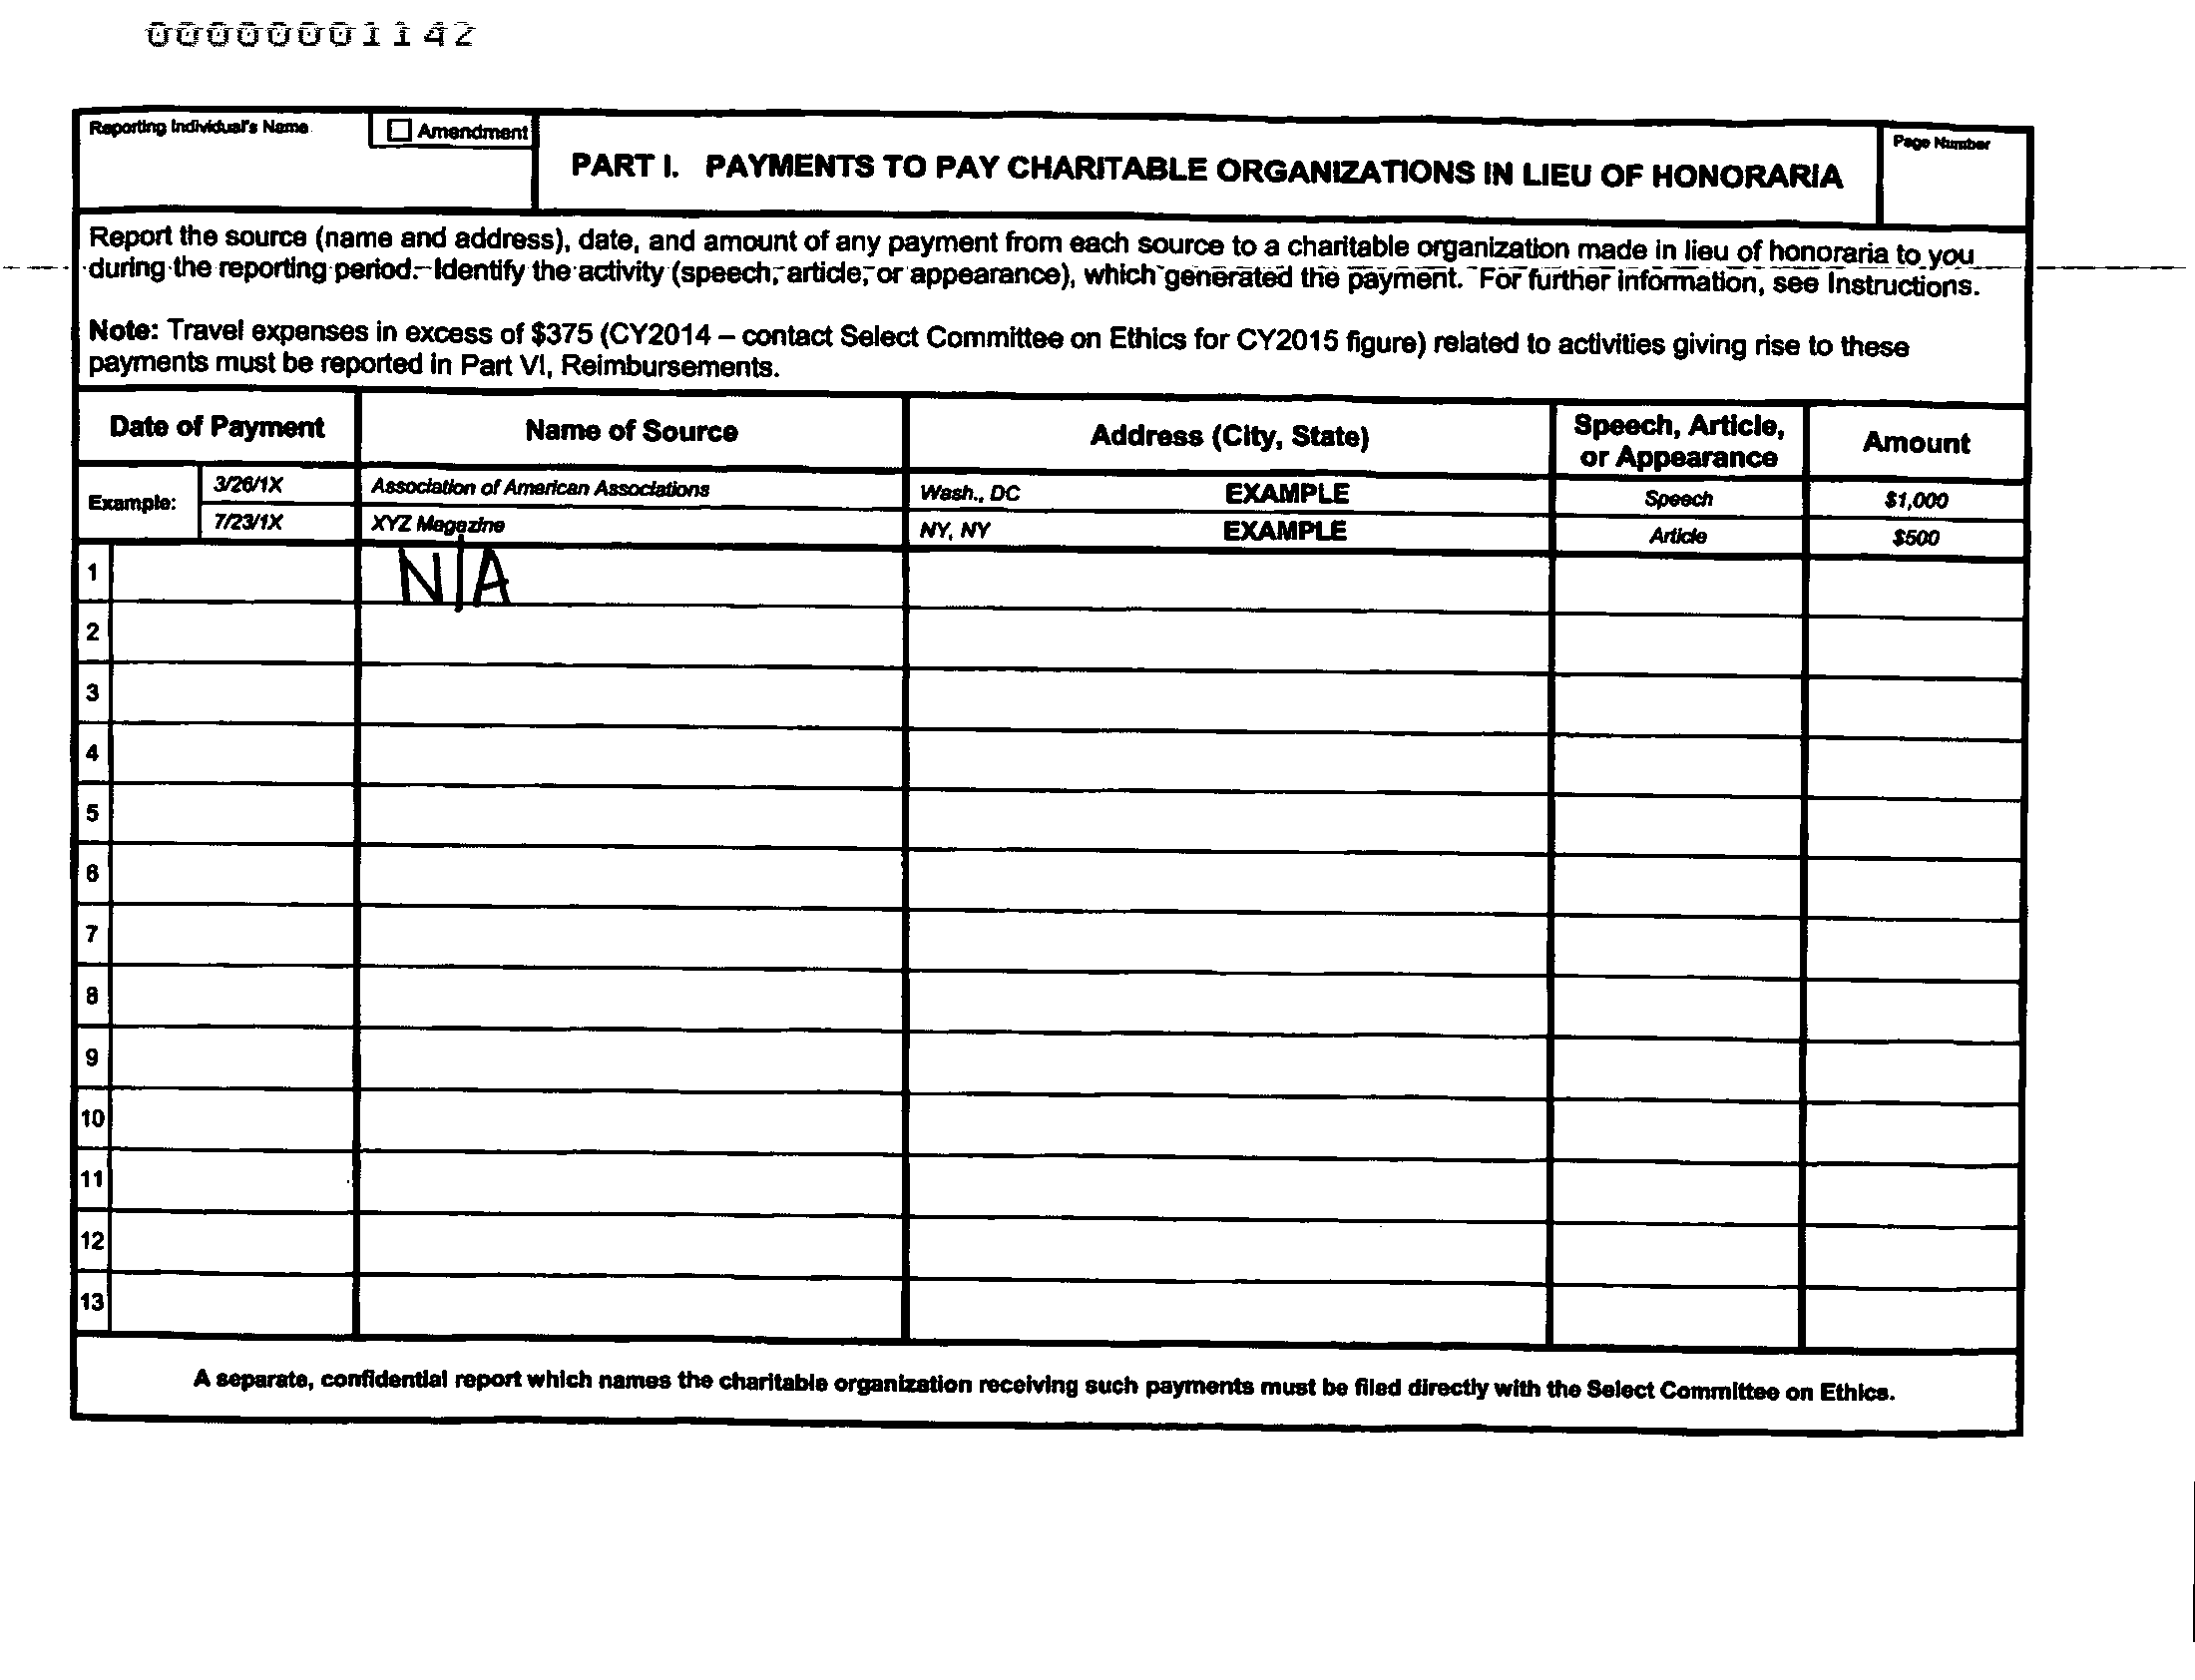 00000001142
Reporting Individual's Name
☐ Amendment
PART I. PAYMENTS TO PAY CHARITABLE ORGANIZATIONS IN LIEU OF HONORARIA
Page Number
Report the source (name and address), date, and amount of any payment from each source to a charitable organization made in lieu of honoraria to you
during the reporting period. Identify the activity (speech, article, or appearance), which generated the payment. For further information, see Instructions.
Note: Travel expenses in excess of $375 (CY2014 – contact Select Committee on Ethics for CY2015 figure) related to activities giving rise to these
payments must be reported in Part VI, Reimbursements.
Date of Payment Name of Source Address (City, State) Speech, Article, or Appearance Amount
Example: 3/26/1X Association of American Associations Wash., DC EXAMPLE Speech $1,000
7/23/1X XYZ Magazine NY, NY EXAMPLE Article $500
1 N/A
2
3
4
5
6
7
8
9
10
11
12
13
A separate, confidential report which names the charitable organization receiving such payments must be filed directly with the Select Committee on Ethics.